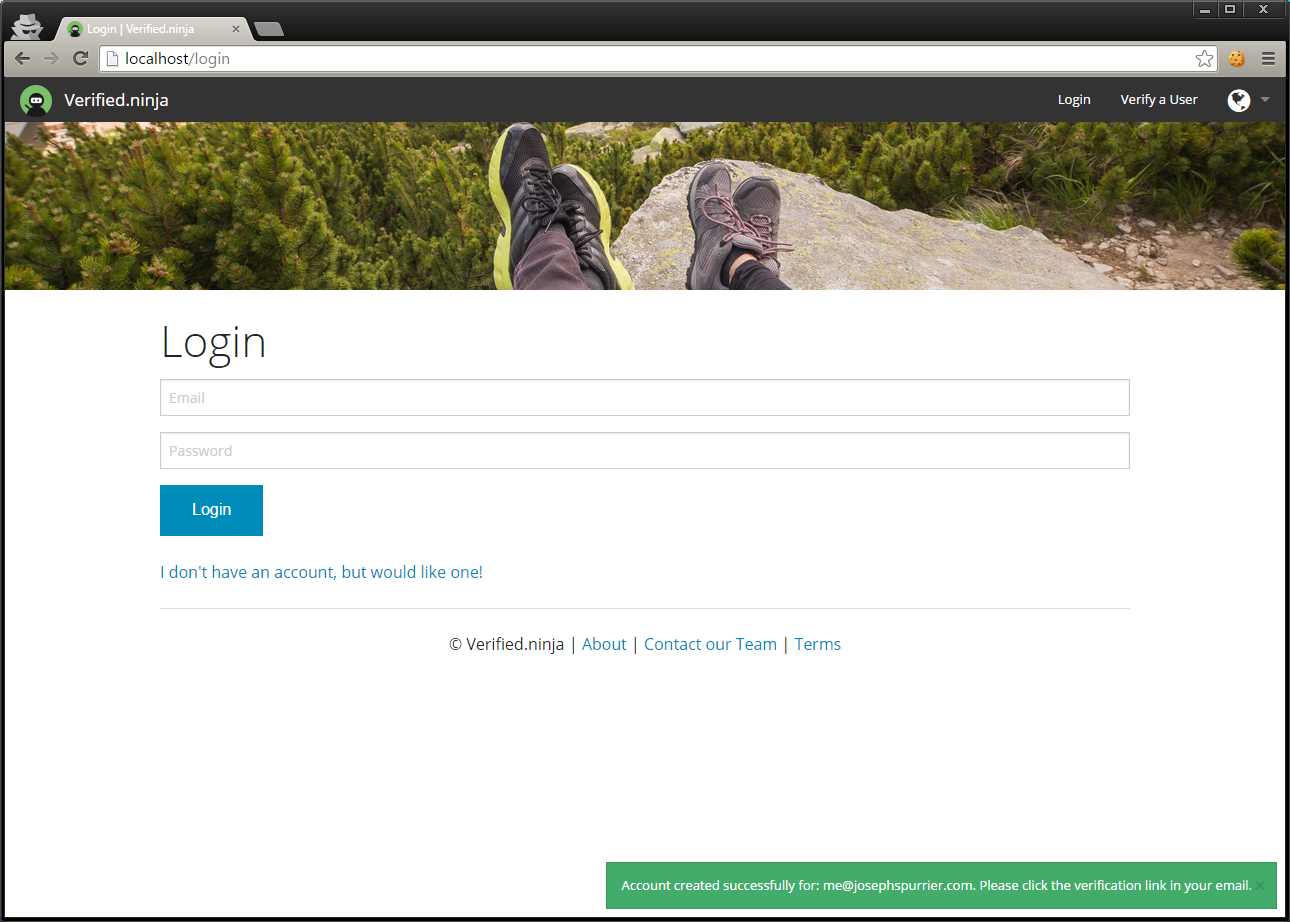 Login | Verified.ninja
localhost/login
Verified.ninja
Login
Verify a User
Login
Email
Password
Login
I don't have an account, but would like one!
© Verified.ninja | About | Contact our Team | Terms
Account created successfully for: me@josephspurrier.com. Please click the verification link in your email.